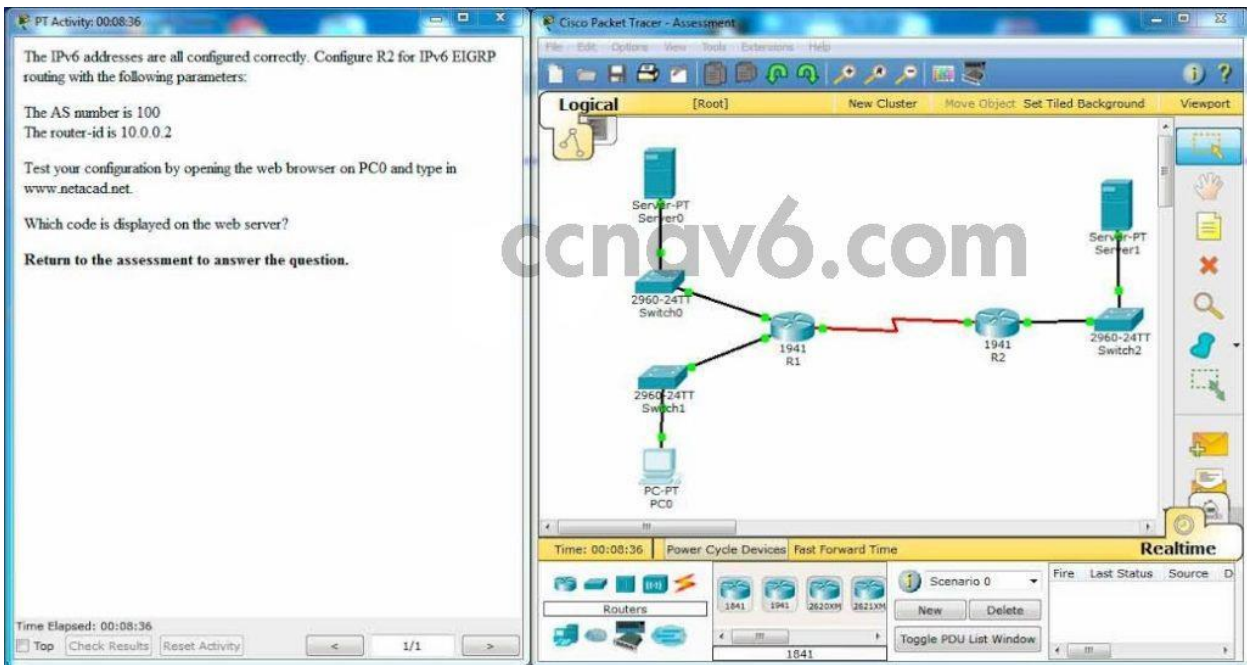 PT Activity: 00:08:36
The IPv6 addresses are all configured correctly. Configure R2 for IPv6 EIGRP
routing with the following parameters:
The AS number is 100
The router-id is 10.0.0.2
Test your configuration by opening the web browser on PC0 and type in
www.netacad.net.
Which code is displayed on the web server?
Return to the assessment to answer the question.
Time Elapsed: 00:08:36
Top Check Results Reset Activity < 1/1 >
Cisco Packet Tracer - Assessment
File Edit Options View Tools Extensions Help
Logical [Root] New Cluster Move Object Set Tiled Background Viewport
Server-PT
Server0
Server-PT
Server1
ccnav6.com
2960-24TT
Switch0
1941
R1
1941
R2
2960-24TT
Switch2
2960-24TT
Switch1
PC-PT
PC0
Time: 00:08:36 Power Cycle Devices Fast Forward Time Realtime
Routers
1841 1941 2620XM 2621XM
1841
Scenario 0
New Delete
Toggle PDU List Window
Fire Last Status Source D